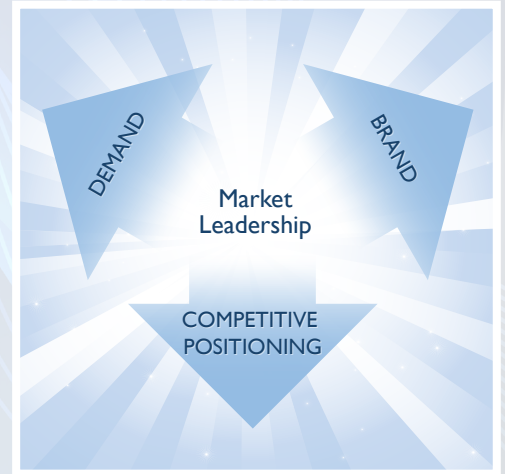 DEMAND
BRAND
Market
Leadership
COMPETITIVE
POSITIONING